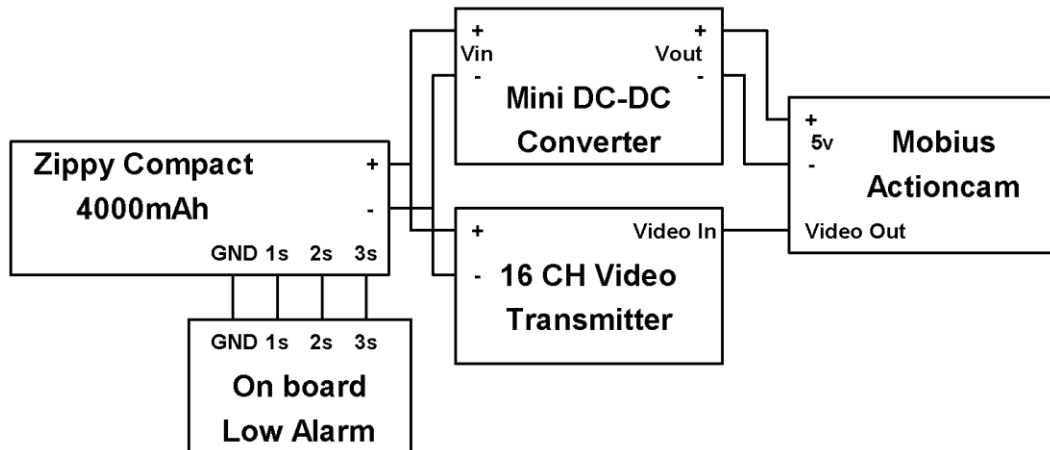 + +
Vin Vout
- -
Mini DC-DC
Converter
+
5v
-
Mobius
Actioncam
Video Out
Zippy Compact
4000mAh
+
-
GND 1s 2s 3s
+ Video In
-
16 CH Video
Transmitter
GND 1s 2s 3s
On board
Low Alarm